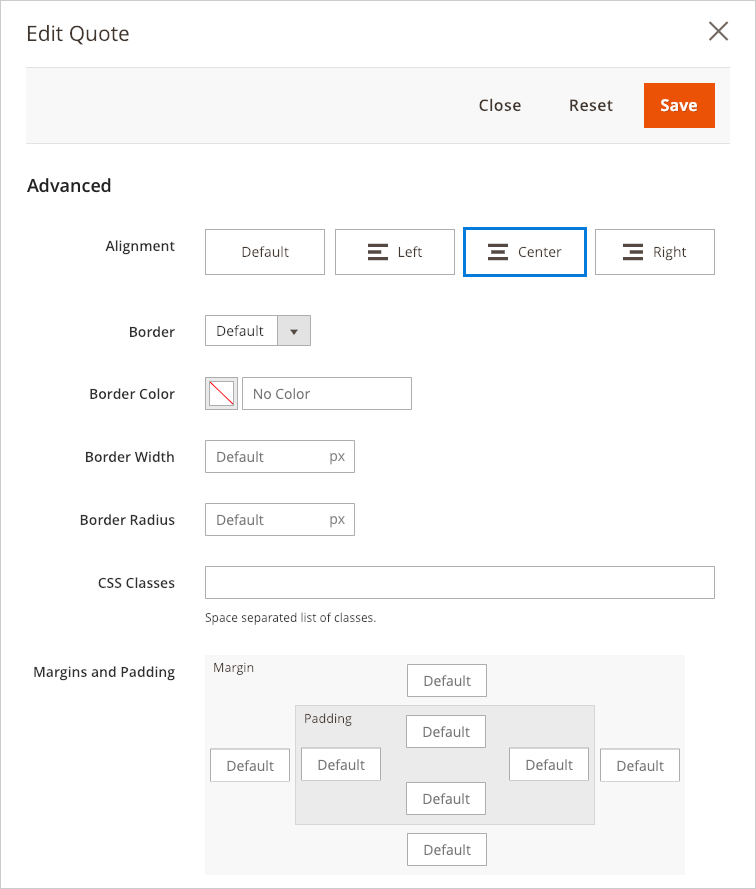 Edit Quote
Close Reset Save
Advanced
Alignment Default Left Center Right
Border Default
Border Color No Color
Border Width Default px
Border Radius Default px
CSS Classes
Space separated list of classes.
Margins and Padding Margin
Default
Padding
Default
Default Default Default Default
Default
Default